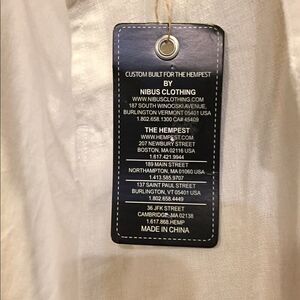 CUSTOM BUILT FOR THE HEMPEST
BY
NIBUS CLOTHING
WWW.NIBUSCLOTHING.COM
187 SOUTH WINOOSKI AVENUE,
BURLINGTON VERMONT 05401 USA
1.802.658.1300 CA# 45409
THE HEMPEST
WWW.HEMPEST.COM
207 NEWBURY STREET
BOSTON, MA 02116 USA
1.617.421.9944
189 MAIN STREET
NORTHAMPTON, MA 01060 USA
1.413.585.9707
137 SAINT PAUL STREET
BURLINGTON, VT 05401 USA
1.802.658.4449
36 JFK STREET
CAMBRIDGE, MA 02138
1.617.868.HEMP
MADE IN CHINA